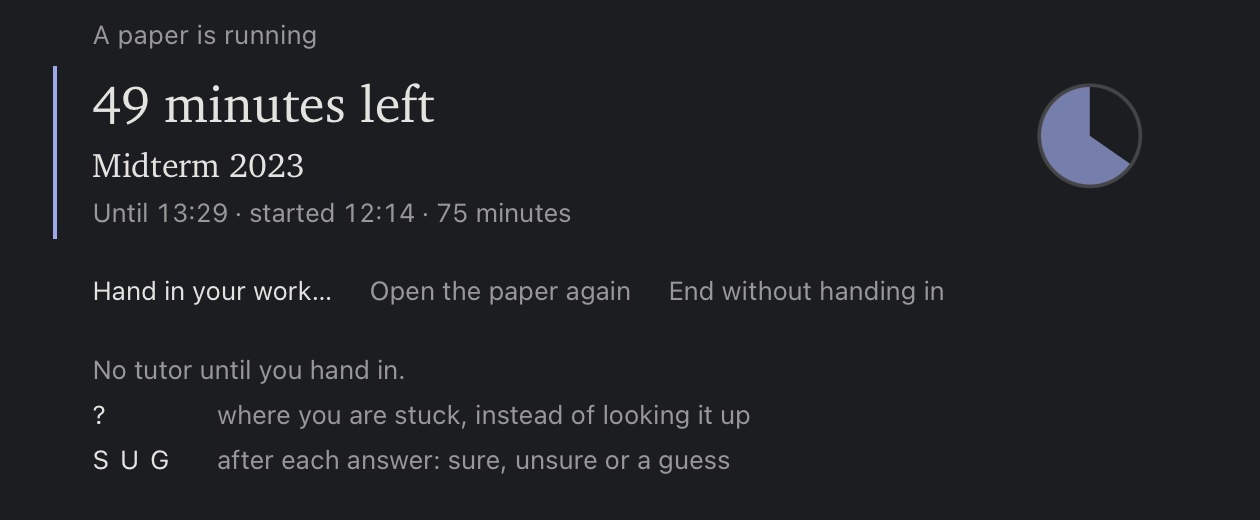 A paper is running
49 minutes left
Midterm 2023
Until 13:29 · started 12:14 · 75 minutes
Hand in your work... Open the paper again End without handing in
No tutor until you hand in.
? where you are stuck, instead of looking it up
S U G after each answer: sure, unsure or a guess